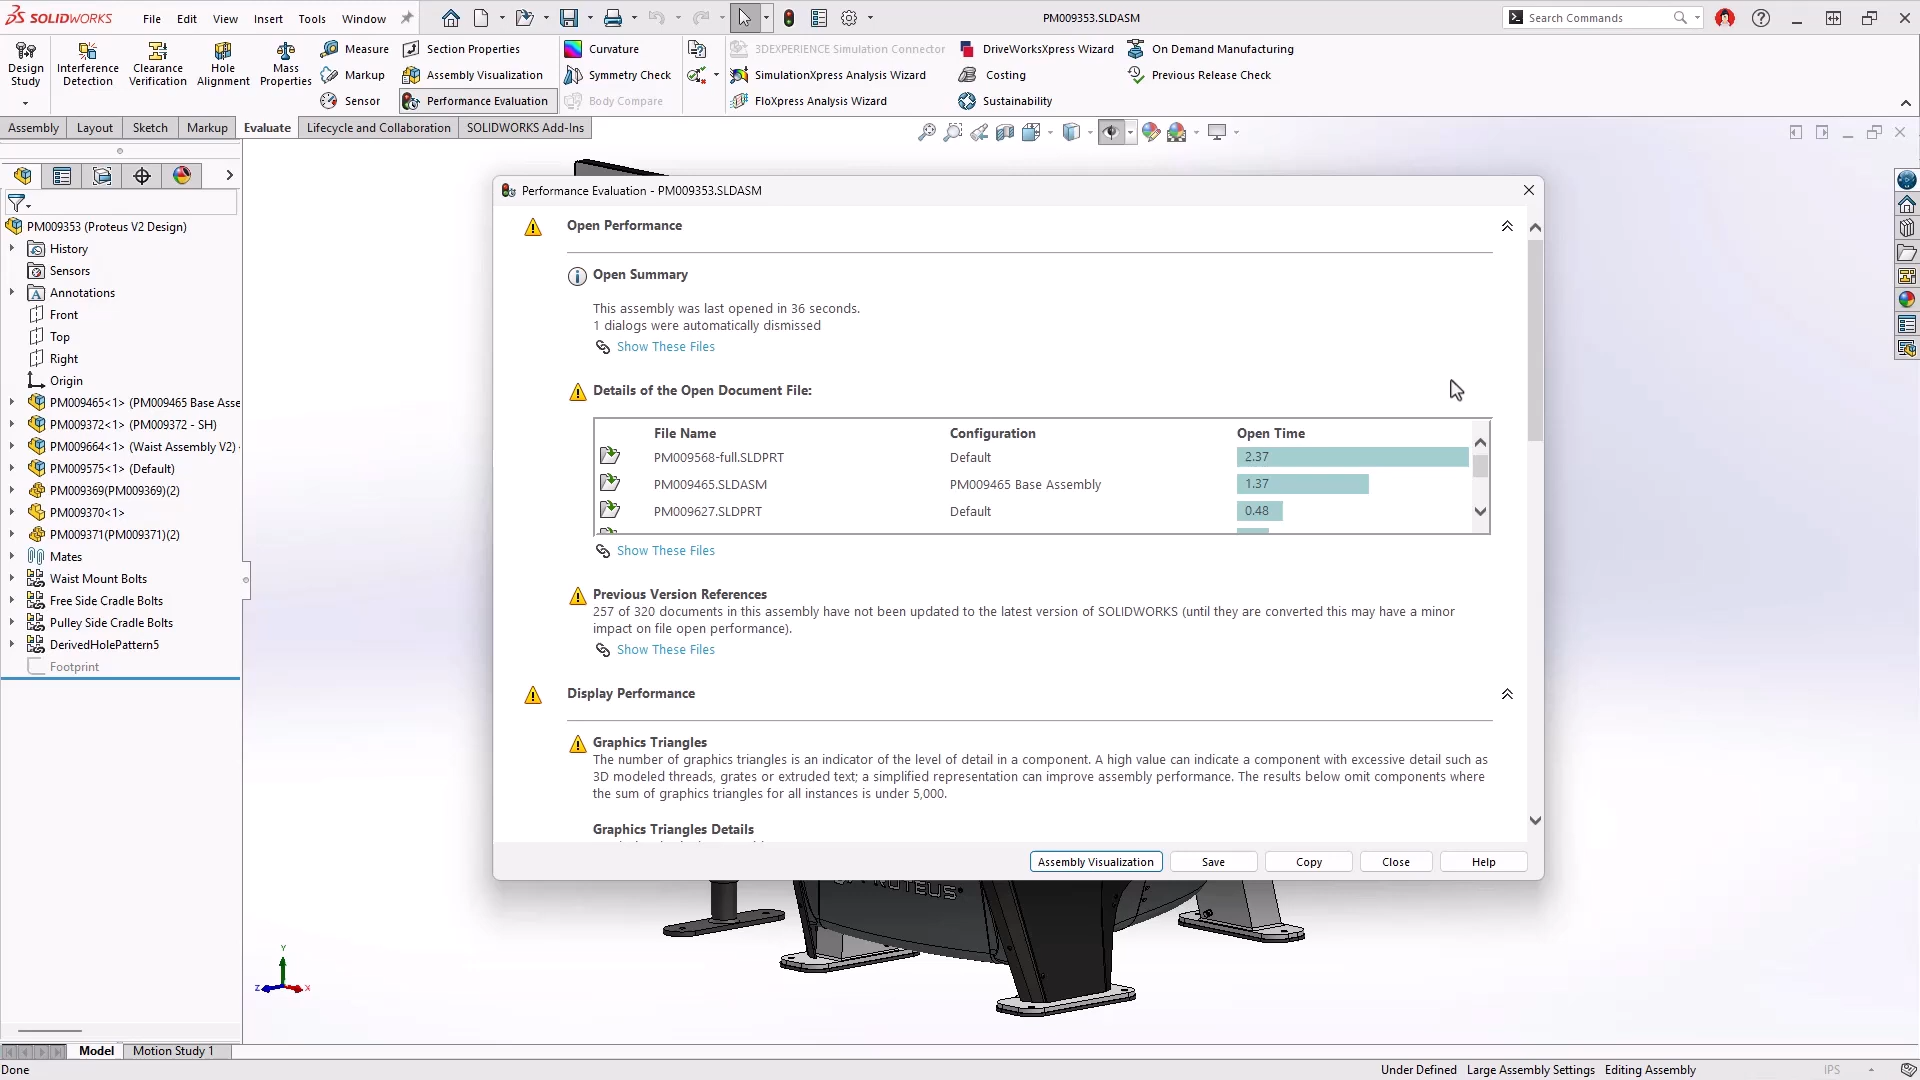 SOLIDWORKS File Edit View Insert Tools Window PM009353.SLDASM Search Commands
Design Study
Interference Detection
Clearance Verification
Hole Alignment
Mass Properties
Measure
Markup
Sensor
Section Properties
Assembly Visualization
Performance Evaluation
Curvature
Symmetry Check
Body Compare
3DEXPERIENCE Simulation Connector
SimulationXpress Analysis Wizard
FloXpress Analysis Wizard
DriveWorksXpress Wizard
Costing
Sustainability
On Demand Manufacturing
Previous Release Check
Assembly Layout Sketch Markup Evaluate Lifecycle and Collaboration SOLIDWORKS Add-Ins
PM009353 (Proteus V2 Design)
History
Sensors
Annotations
Front
Top
Right
Origin
PM009465<1> (PM009465 Base Asse
PM009372<1> (PM009372 - SH)
PM009664<1> (Waist Assembly V2)
PM009575<1> (Default)
PM009369(PM009369)(2)
PM009370<1>
PM009371(PM009371)(2)
Mates
Waist Mount Bolts
Free Side Cradle Bolts
Pulley Side Cradle Bolts
DerivedHolePattern5
Footprint
Performance Evaluation - PM009353.SLDASM
Open Performance
Open Summary
This assembly was last opened in 36 seconds.
1 dialogs were automatically dismissed
Show These Files
Details of the Open Document File:
File Name Configuration Open Time
PM009568-full.SLDPRT Default 2.37
PM009465.SLDASM PM009465 Base Assembly 1.37
PM009627.SLDPRT Default 0.48
Show These Files
Previous Version References
257 of 320 documents in this assembly have not been updated to the latest version of SOLIDWORKS (until they are converted this may have a minor
impact on file open performance).
Show These Files
Display Performance
Graphics Triangles
The number of graphics triangles is an indicator of the level of detail in a component. A high value can indicate a component with excessive detail such as
3D modeled threads, grates or extruded text; a simplified representation can improve assembly performance. The results below omit components where
the sum of graphics triangles for all instances is under 5,000.
Graphics Triangles Details
Assembly Visualization Save Copy Close Help
Y
Z X
Model Motion Study 1
Done Under Defined Large Assembly Settings Editing Assembly IPS